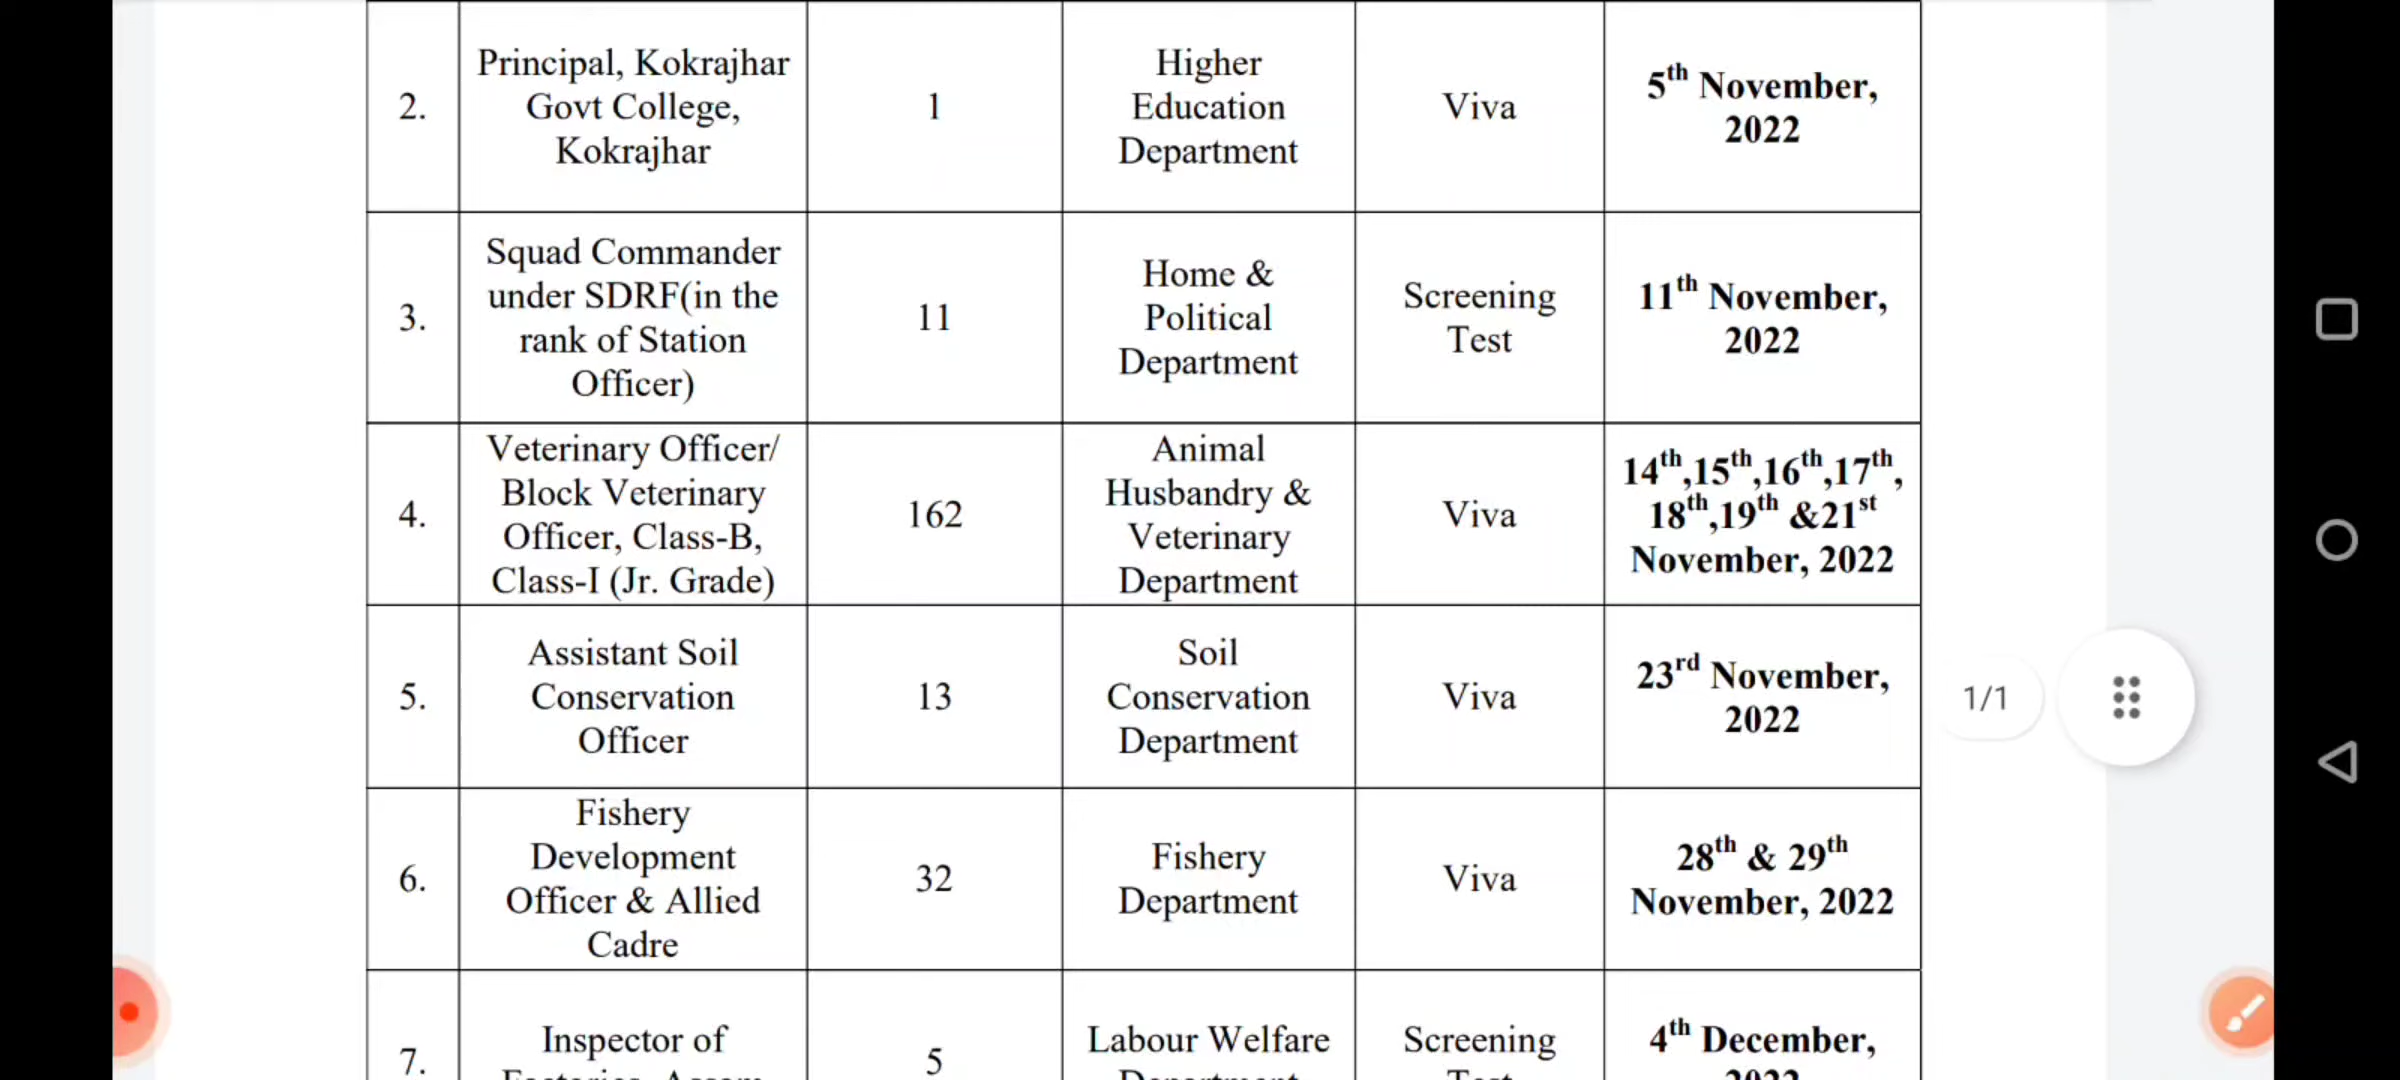 2.
Principal, Kokrajhar
Govt College,
Kokrajhar
1
Higher
Education
Department
Viva
5th November,
2022
3.
Squad Commander
under SDRF(in the
rank of Station
Officer)
11
Home &
Political
Department
Screening
Test
11th November,
2022
4.
Veterinary Officer/
Block Veterinary
Officer, Class-B,
Class-I (Jr. Grade)
162
Animal
Husbandry &
Veterinary
Department
Viva
14th,15th,16th,17th,
18th,19th &21st
November, 2022
5.
Assistant Soil
Conservation
Officer
13
Soil
Conservation
Department
Viva
23rd November,
2022
1/1
6.
Fishery
Development
Officer & Allied
Cadre
32
Fishery
Department
Viva
28th & 29th
November, 2022
7.
Inspector of
5
Labour Welfare
Screening
4th December,